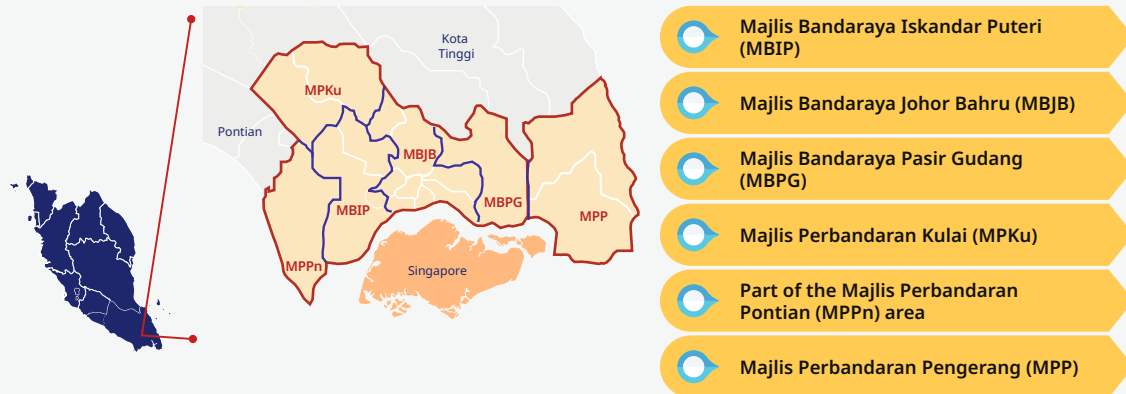 Kota
Tinggi
MPKu
Pontian
MBJB
MBIP
MBPG
MPP
MPPn
Singapore
Majlis Bandaraya Iskandar Puteri
(MBIP)
Majlis Bandaraya Johor Bahru (MBJB)
Majlis Bandaraya Pasir Gudang
(MBPG)
Majlis Perbandaran Kulai (MPKu)
Part of the Majlis Perbandaran
Pontian (MPPn) area
Majlis Perbandaran Pengerang (MPP)